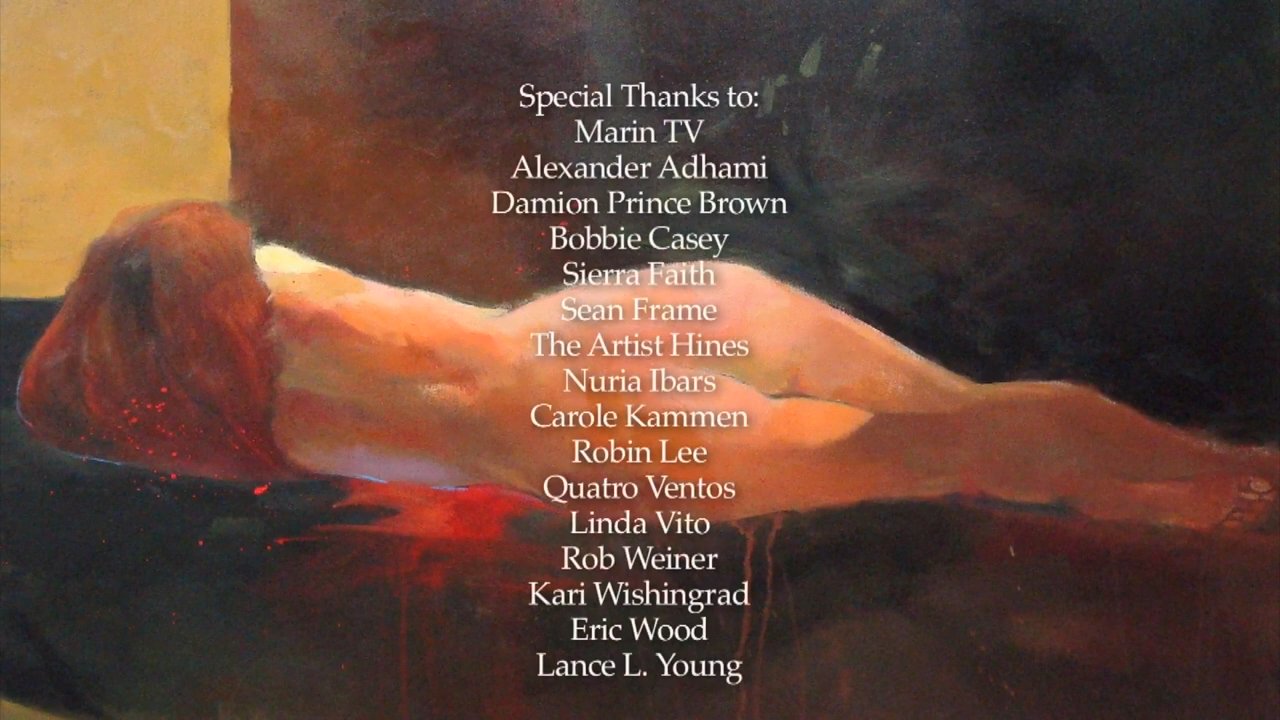 Special Thanks to:
Marin TV
Alexander Adhami
Damion Prince Brown
Bobbie Casey
Sierra Faith
Sean Frame
The Artist Hines
Nuria Ibars
Carole Kammen
Robin Lee
Quatro Ventos
Linda Vito
Rob Weiner
Kari Wishingrad
Eric Wood
Lance L. Young